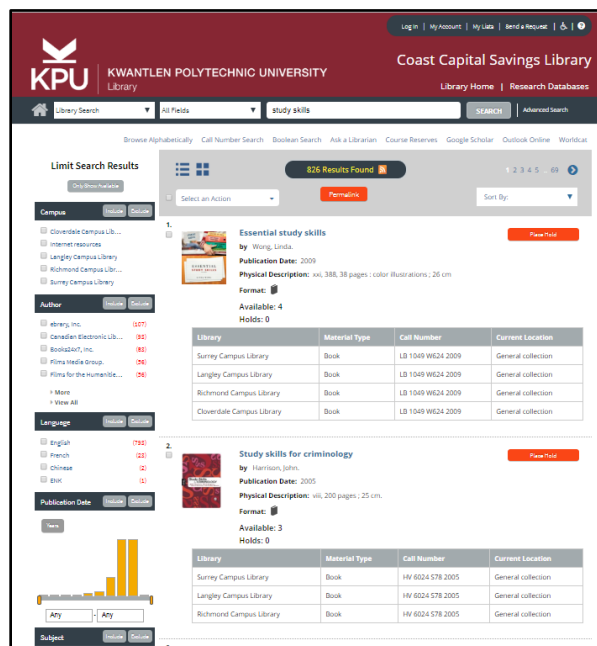 Log In | My Account | My Lists | Send a Request
KPU
KWANTLEN POLYTECHNIC UNIVERSITY
Library
Coast Capital Savings Library
Library Home | Research Databases
Library Search All Fields study skills SEARCH Advanced Search
Browse Alphabetically Call Number Search Boolean Search Ask a Librarian Course Reserves Google Scholar Outlook Online Worldcat
Limit Search Results
Only Show Available
826 Results Found
1 2 3 4 5 .. 69
Select an Action
Permalink
Sort By:
Campus Include Exclude
Cloverdale Campus Lib...
Internet resources
Langley Campus Library
Richmond Campus Libr...
Surrey Campus Library
Author Include Exclude
ebrary, Inc. (107)
Canadian Electronic Lib...
Books24x7, Inc.
Films Media Group.
Films for the Humanitie...
More
View All
Language Include Exclude
English
French (23)
Chinese (2)
ENK (1)
Publication Date Include Exclude
Years
Any - Any
Subject Include Exclude
1.
Essential study skills
Place Hold
by Wong, Linda.
Publication Date: 2009
Physical Description: xxi, 388, 38 pages : color illustrations ; 26 cm
Format:
Available: 4
Holds: 0
Library Material Type Call Number Current Location
Surrey Campus Library Book LB 1049 W624 2009 General collection
Langley Campus Library Book LB 1049 W624 2009 General collection
Richmond Campus Library Book LB 1049 W624 2009 General collection
Cloverdale Campus Library Book LB 1049 W624 2009 General collection
2.
Study skills for criminology
Place Hold
by Harrison, John.
Publication Date: 2005
Physical Description: viii, 200 pages ; 25 cm.
Format:
Available: 3
Holds: 0
Library Material Type Call Number Current Location
Surrey Campus Library Book HV 6024 S78 2005 General collection
Langley Campus Library Book HV 6024 S78 2005 General collection
Richmond Campus Library Book HV 6024 S78 2005 General collection